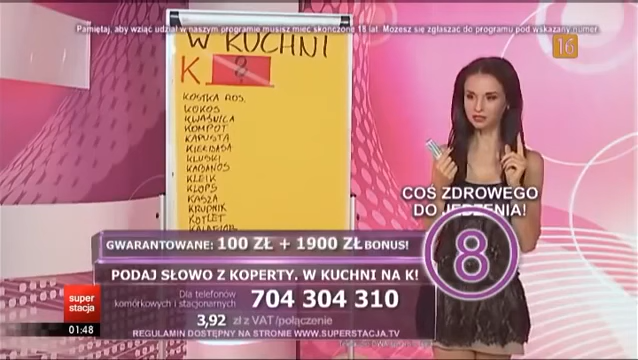 Pamiętaj, aby wziąć udział w naszym programie musisz mieć skończone 18 lat. Możesz się zgłaszać do programu pod wskazany numer
16
W KUCHNI
K ?
KOSTKA ROS.
KOKOS
KWAŚNICA
KOMPOT
KAPUSTA
KIEŁBASA
KLUSKI
KABANOS
KLEIK
KLOPS
KASZA
KRUPNIK
KOTLET
COŚ ZDROWEGO
DO JEDZENIA!
8
GWARANTOWANE: 100 ZŁ + 1900 ZŁ BONUS!
PODAJ SŁOWO Z KOPERTY. W KUCHNI NA K!
Dla telefonów
komórkowych i stacjonarnych
704 304 310
3,92 zł z VAT/połączenie
REGULAMIN DOSTĘPNY NA STRONIE WWW.SUPERSTACJA.TV
super
stacja
01:48